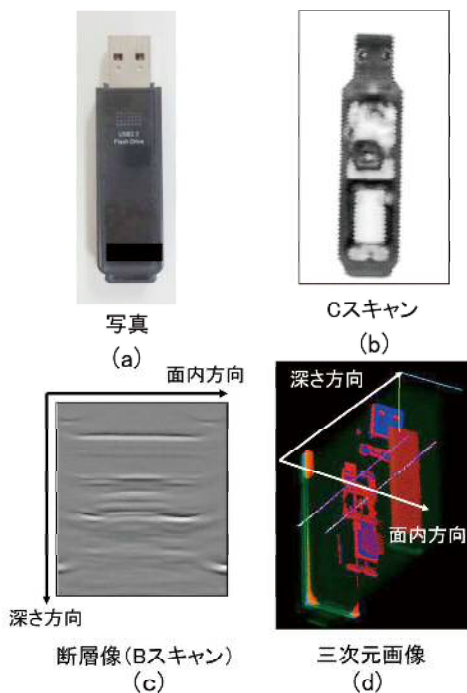 USB2.0
Flash Drive
写真
(a)
Cスキャン
(b)
面内方向
深さ方向
断層像(Bスキャン)
(c)
深さ方向
面内方向
三次元画像
(d)